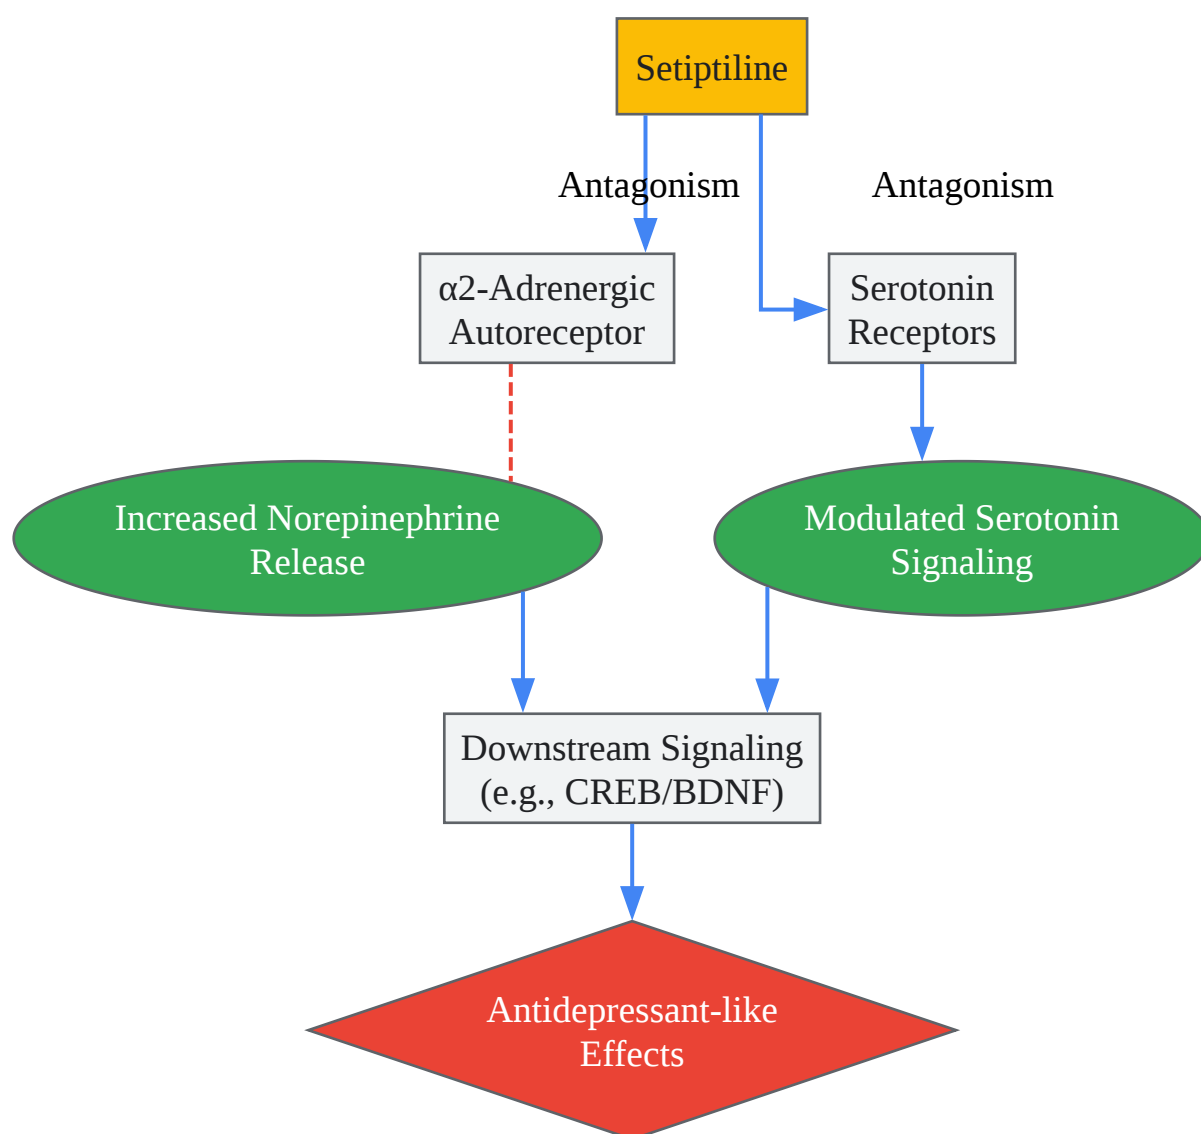 Setiptiline
Antagonism
Antagonism
α2-Adrenergic
Autoreceptor
Serotonin
Receptors
Increased Norepinephrine
Release
Modulated Serotonin
Signaling
Downstream Signaling
(e.g., CREB/BDNF)
Antidepressant-like
Effects